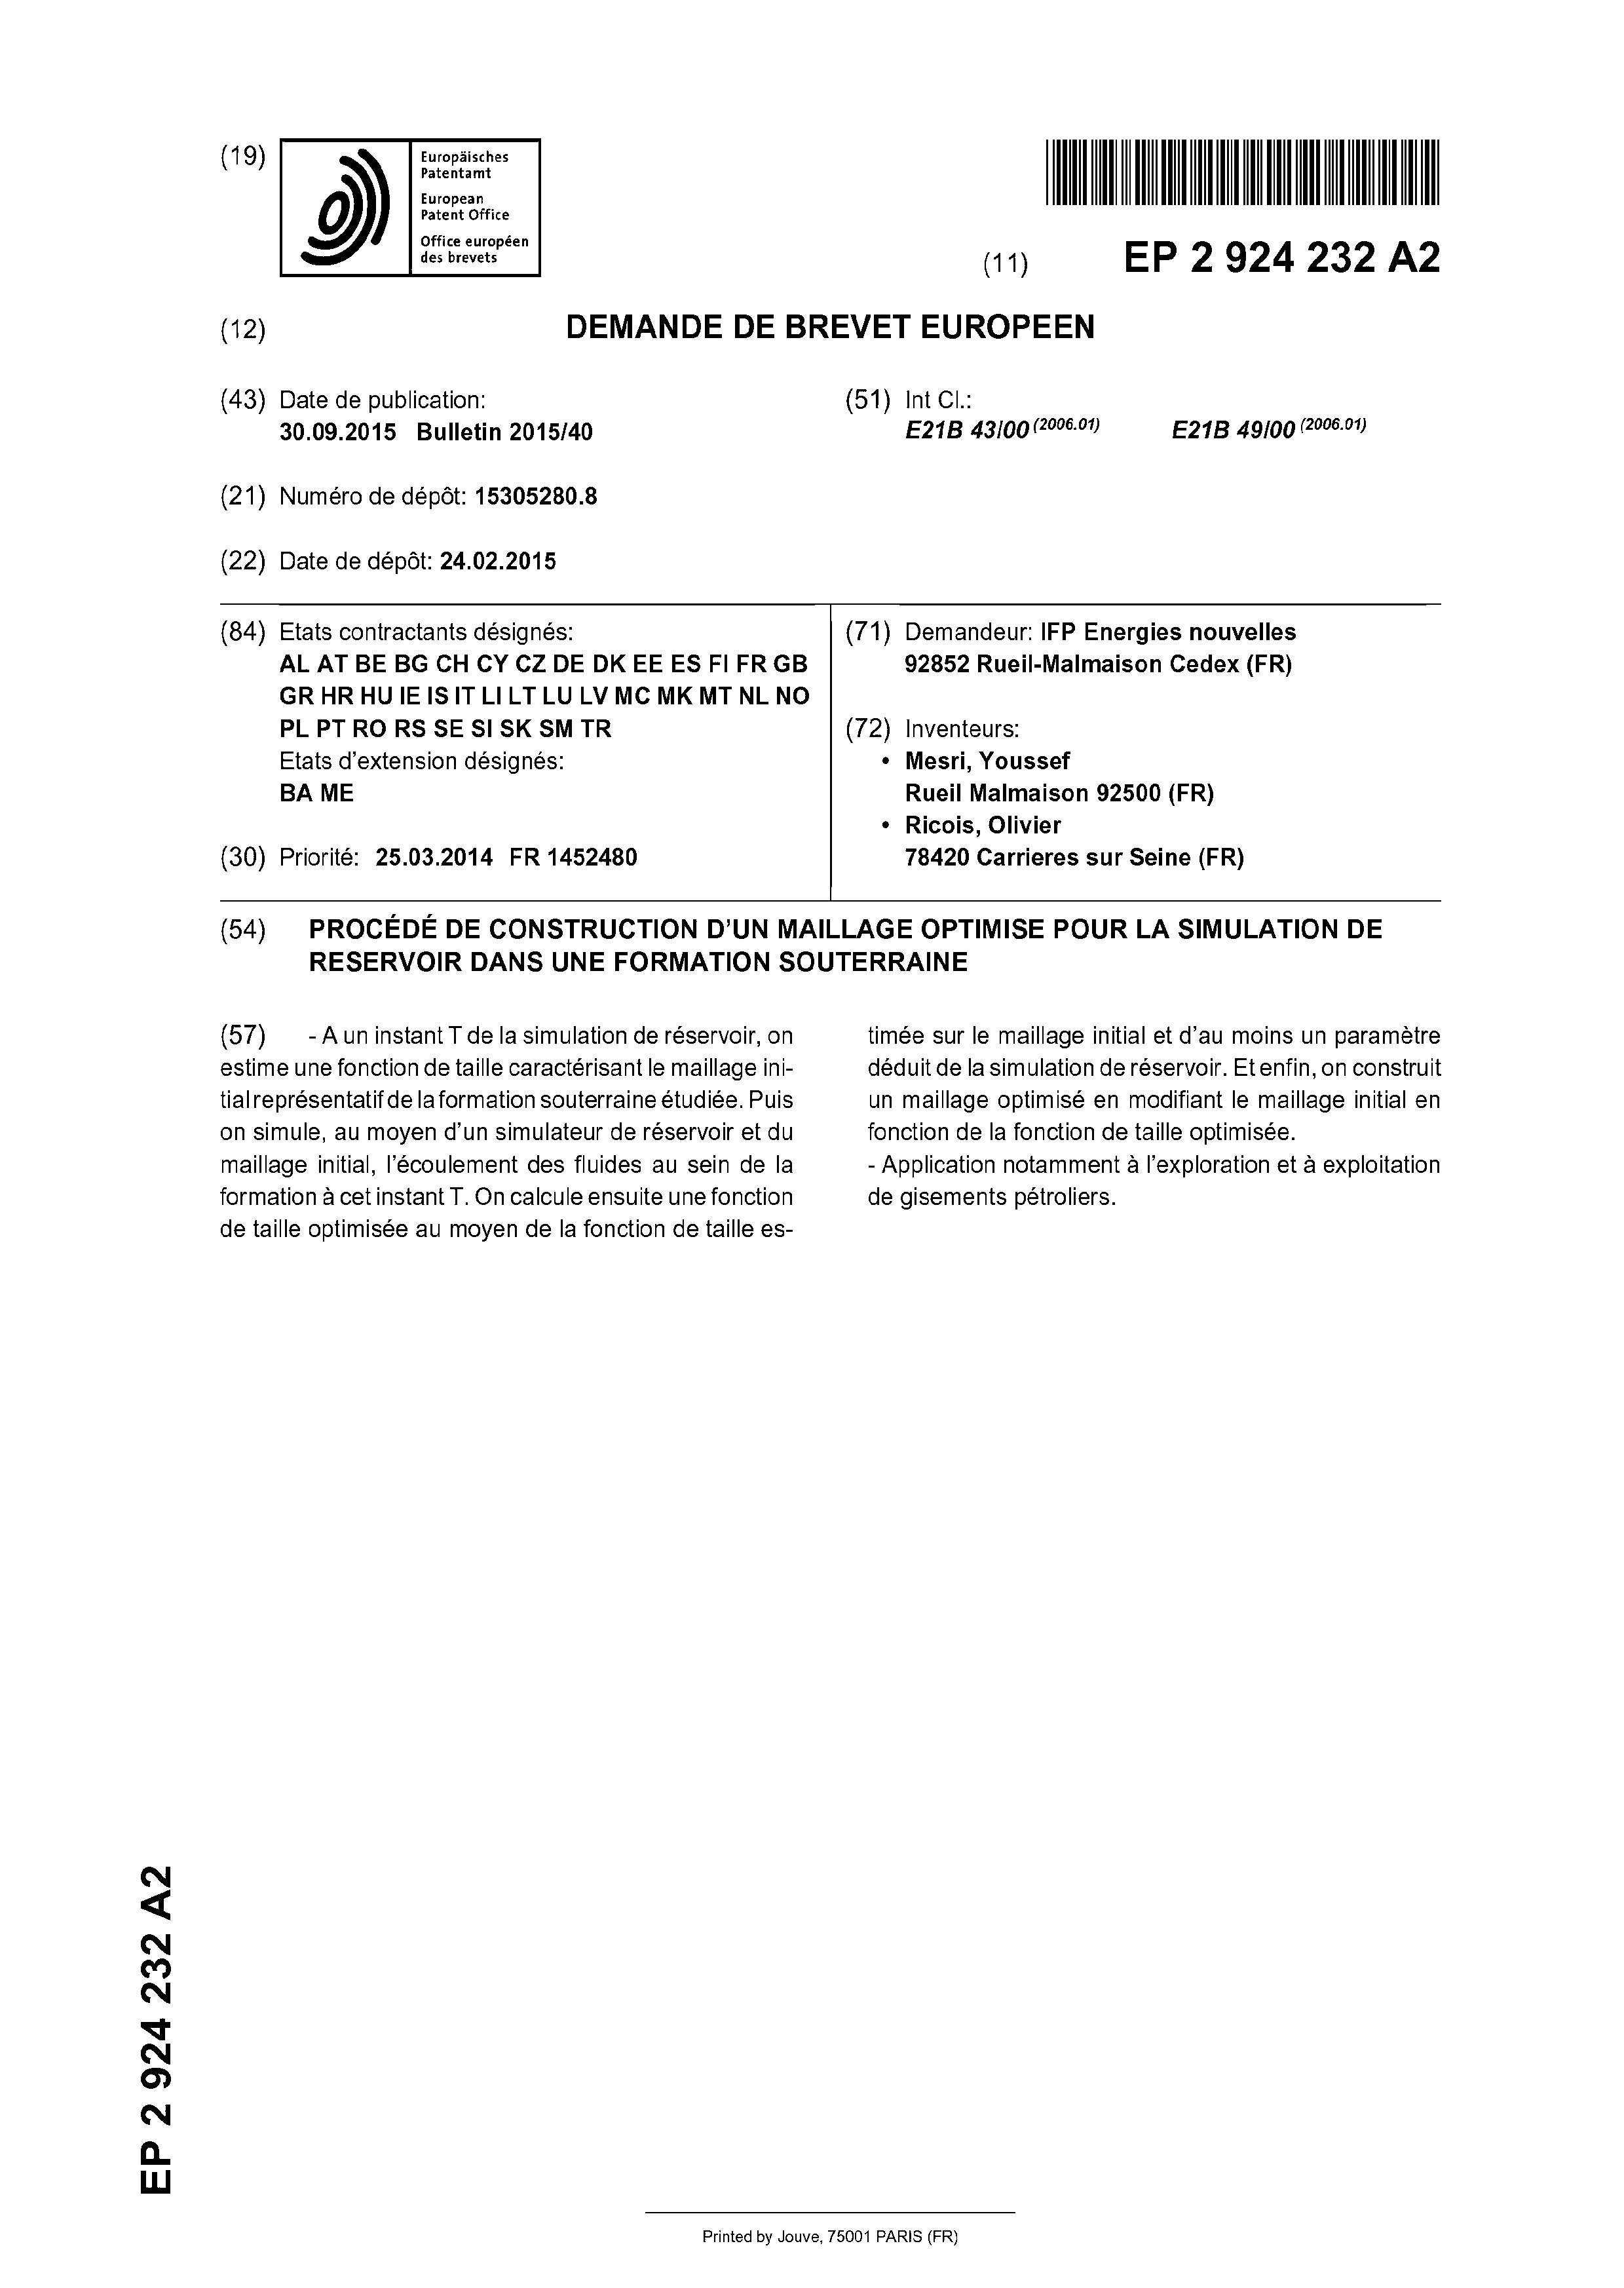 (19)
Europäisches
Patentamt
European
Patent Office
Office européen
des brevets
(11) EP 2 924 232 A2
(12) DEMANDE DE BREVET EUROPEEN
(43) Date de publication:
30.09.2015 Bulletin 2015/40
(51) Int Cl.:
E21B 43/00 (2006.01) E21B 49/00 (2006.01)
(21) Numéro de dépôt: 15305280.8
(22) Date de dépôt: 24.02.2015
(84) Etats contractants désignés:
AL AT BE BG CH CY CZ DE DK EE ES FI FR GB
GR HR HU IE IS IT LI LT LU LV MC MK MT NL NO
PL PT RO RS SE SI SK SM TR
Etats d'extension désignés:
BA ME
(30) Priorité: 25.03.2014 FR 1452480
(71) Demandeur: IFP Energies nouvelles
92852 Rueil-Malmaison Cedex (FR)
(72) Inventeurs:
• Mesri, Youssef
Rueil Malmaison 92500 (FR)
• Ricois, Olivier
78420 Carrieres sur Seine (FR)
(54) PROCÉDÉ DE CONSTRUCTION D'UN MAILLAGE OPTIMISE POUR LA SIMULATION DE
RESERVOIR DANS UNE FORMATION SOUTERRAINE
(57) - A un instant T de la simulation de réservoir, on
estime une fonction de taille caractérisant le maillage ini-
tial représentatif de la formation souterraine étudiée. Puis
on simule, au moyen d'un simulateur de réservoir et du
maillage initial, l'écoulement des fluides au sein de la
formation à cet instant T. On calcule ensuite une fonction
de taille optimisée au moyen de la fonction de taille es-
timée sur le maillage initial et d'au moins un paramètre
déduit de la simulation de réservoir. Et enfin, on construit
un maillage optimisé en modifiant le maillage initial en
fonction de la fonction de taille optimisée.
- Application notamment à l'exploration et à exploitation
de gisements pétroliers.
EP 2 924 232 A2
Printed by Jouve, 75001 PARIS (FR)